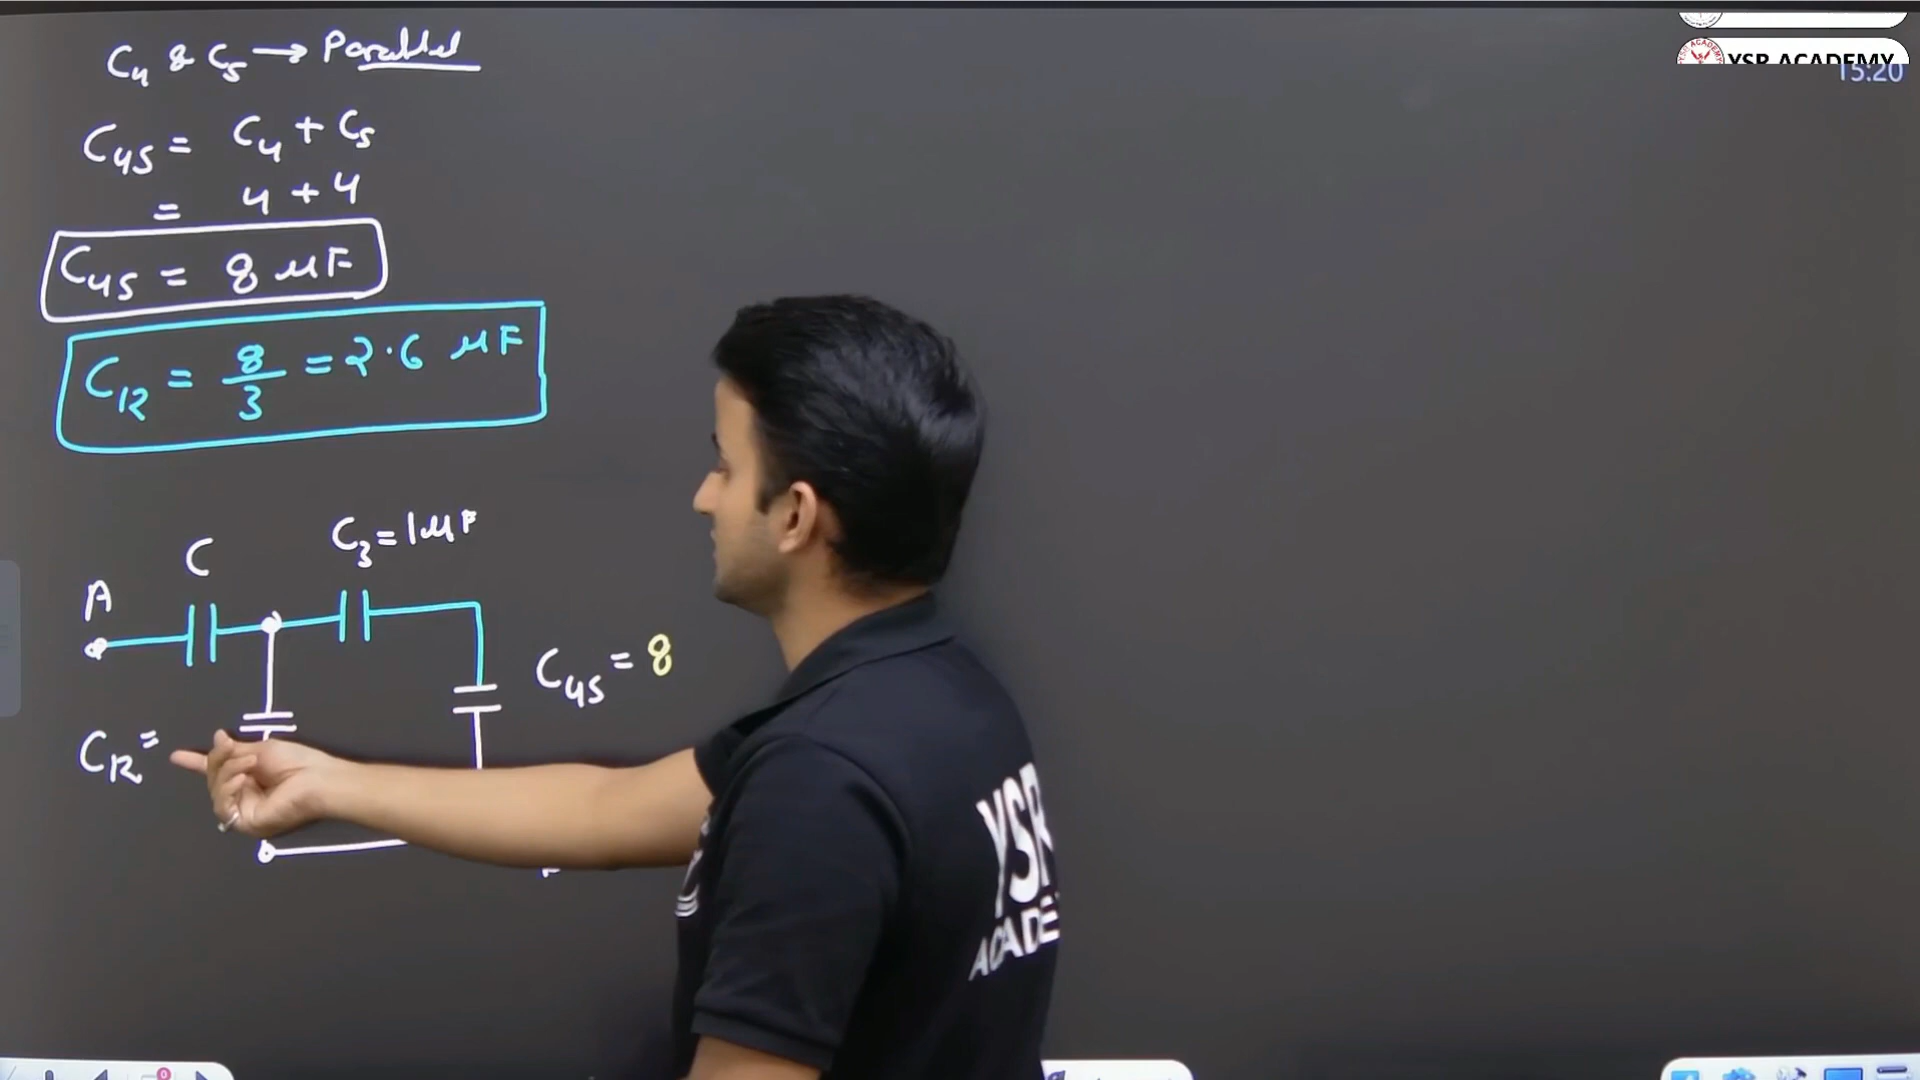 YSR ACADEMY
15:20
C₄ & C₅ → Parallel
C₄₅ = C₄ + C₅
= 4 + 4
C₄₅ = 8 μF
C₁₂ = 8/3 = 2.6 μF
C
C₃ = 1μF
A
C₄₅ = 8
C₁₂ =
YSR
ACADE